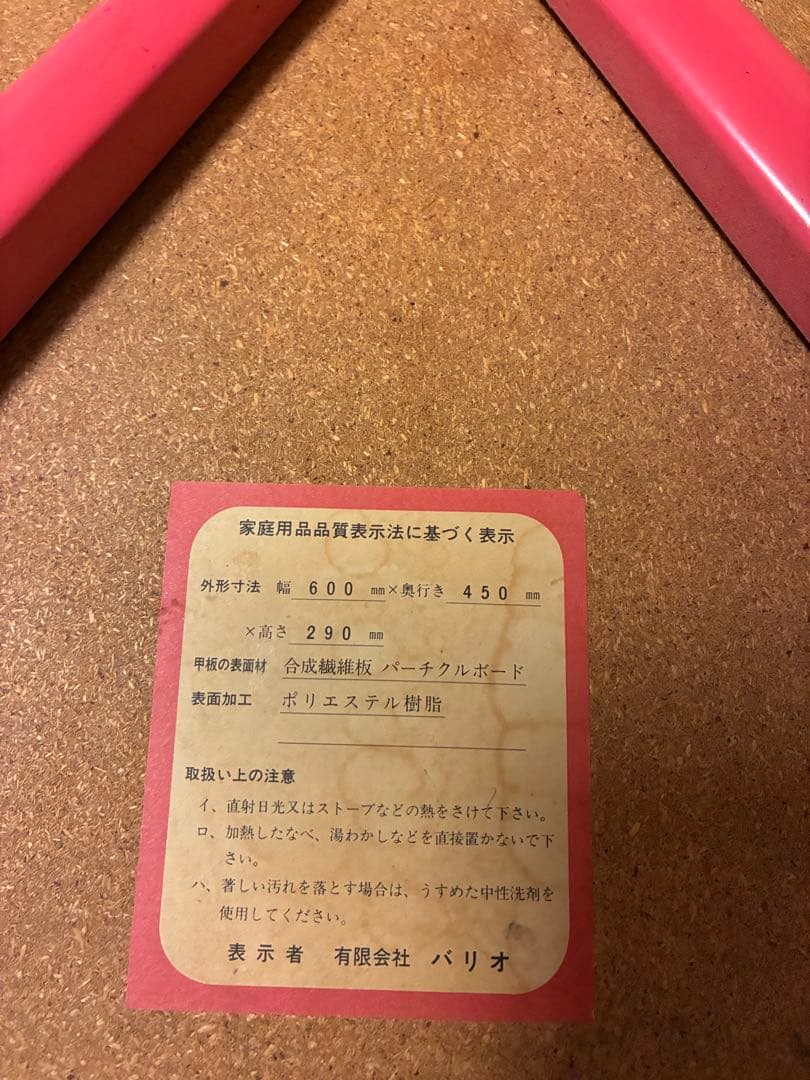 家庭用品品質表示法に基づく表示
外形寸法 幅 600 mm×奥行き 450 mm
×高さ 290 mm
甲板の表面材 合成繊維板 パーチクルボード
表面加工 ポリエステル樹脂
取扱い上の注意
イ、直射日光又はストーブなどの熱をさけて下さい。
ロ、加熱したなべ、湯わかしなどを直接置かないで下
さい。
ハ、著しい汚れを落とす場合は、うすめた中性洗剤を
使用してください。
表示者 有限会社 バリオ